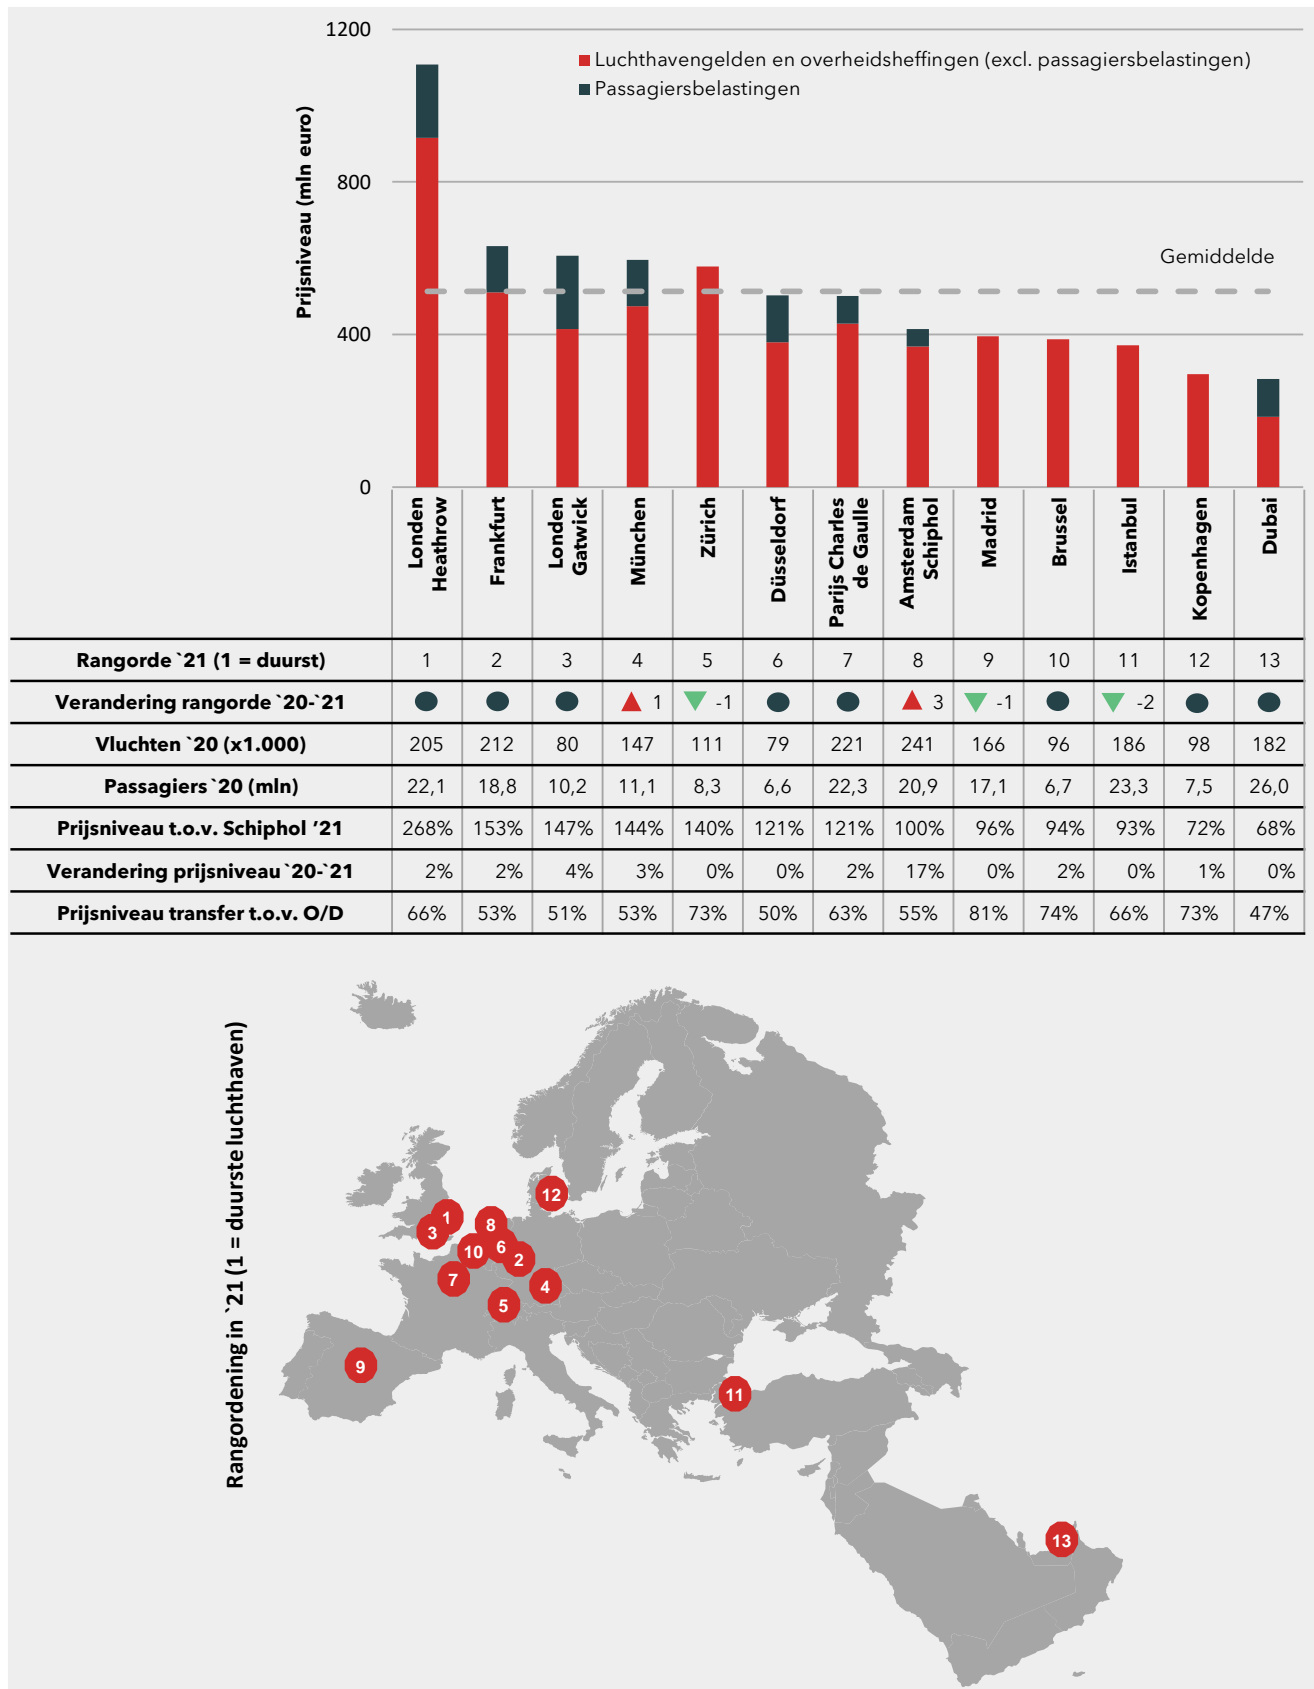 1200
Luchthavengelden en overheidsheffingen (excl. passagiersbelastingen)
Passagiersbelastingen
Prijsniveau (mln euro)
800
Gemiddelde
400
0
Londen
Heathrow
Frankfurt
Londen
Gatwick
München
Zürich
Düsseldorf
Parijs Charles
de Gaulle
Amsterdam
Schiphol
Madrid
Brussel
Istanbul
Kopenhagen
Dubai
Rangorde `21 (1 = duurst) 1 2 3 4 5 6 7 8 9 10 11 12 13
Verandering rangorde `20-`21 1 -1 3 -1 -2
Vluchten `20 (x1.000) 205 212 80 147 111 79 221 241 166 96 186 98 182
Passagiers `20 (mln) 22,1 18,8 10,2 11,1 8,3 6,6 22,3 20,9 17,1 6,7 23,3 7,5 26,0
Prijsniveau t.o.v. Schiphol ’21 268% 153% 147% 144% 140% 121% 121% 100% 96% 94% 93% 72% 68%
Verandering prijsniveau `20-`21 2% 2% 4% 3% 0% 0% 2% 17% 0% 2% 0% 1% 0%
Prijsniveau transfer t.o.v. O/D 66% 53% 51% 53% 73% 50% 63% 55% 81% 74% 66% 73% 47%
Rangordening in `21 (1 = duurste luchthaven)
12
1
8
3
6
10
2
7
4
5
9
11
13